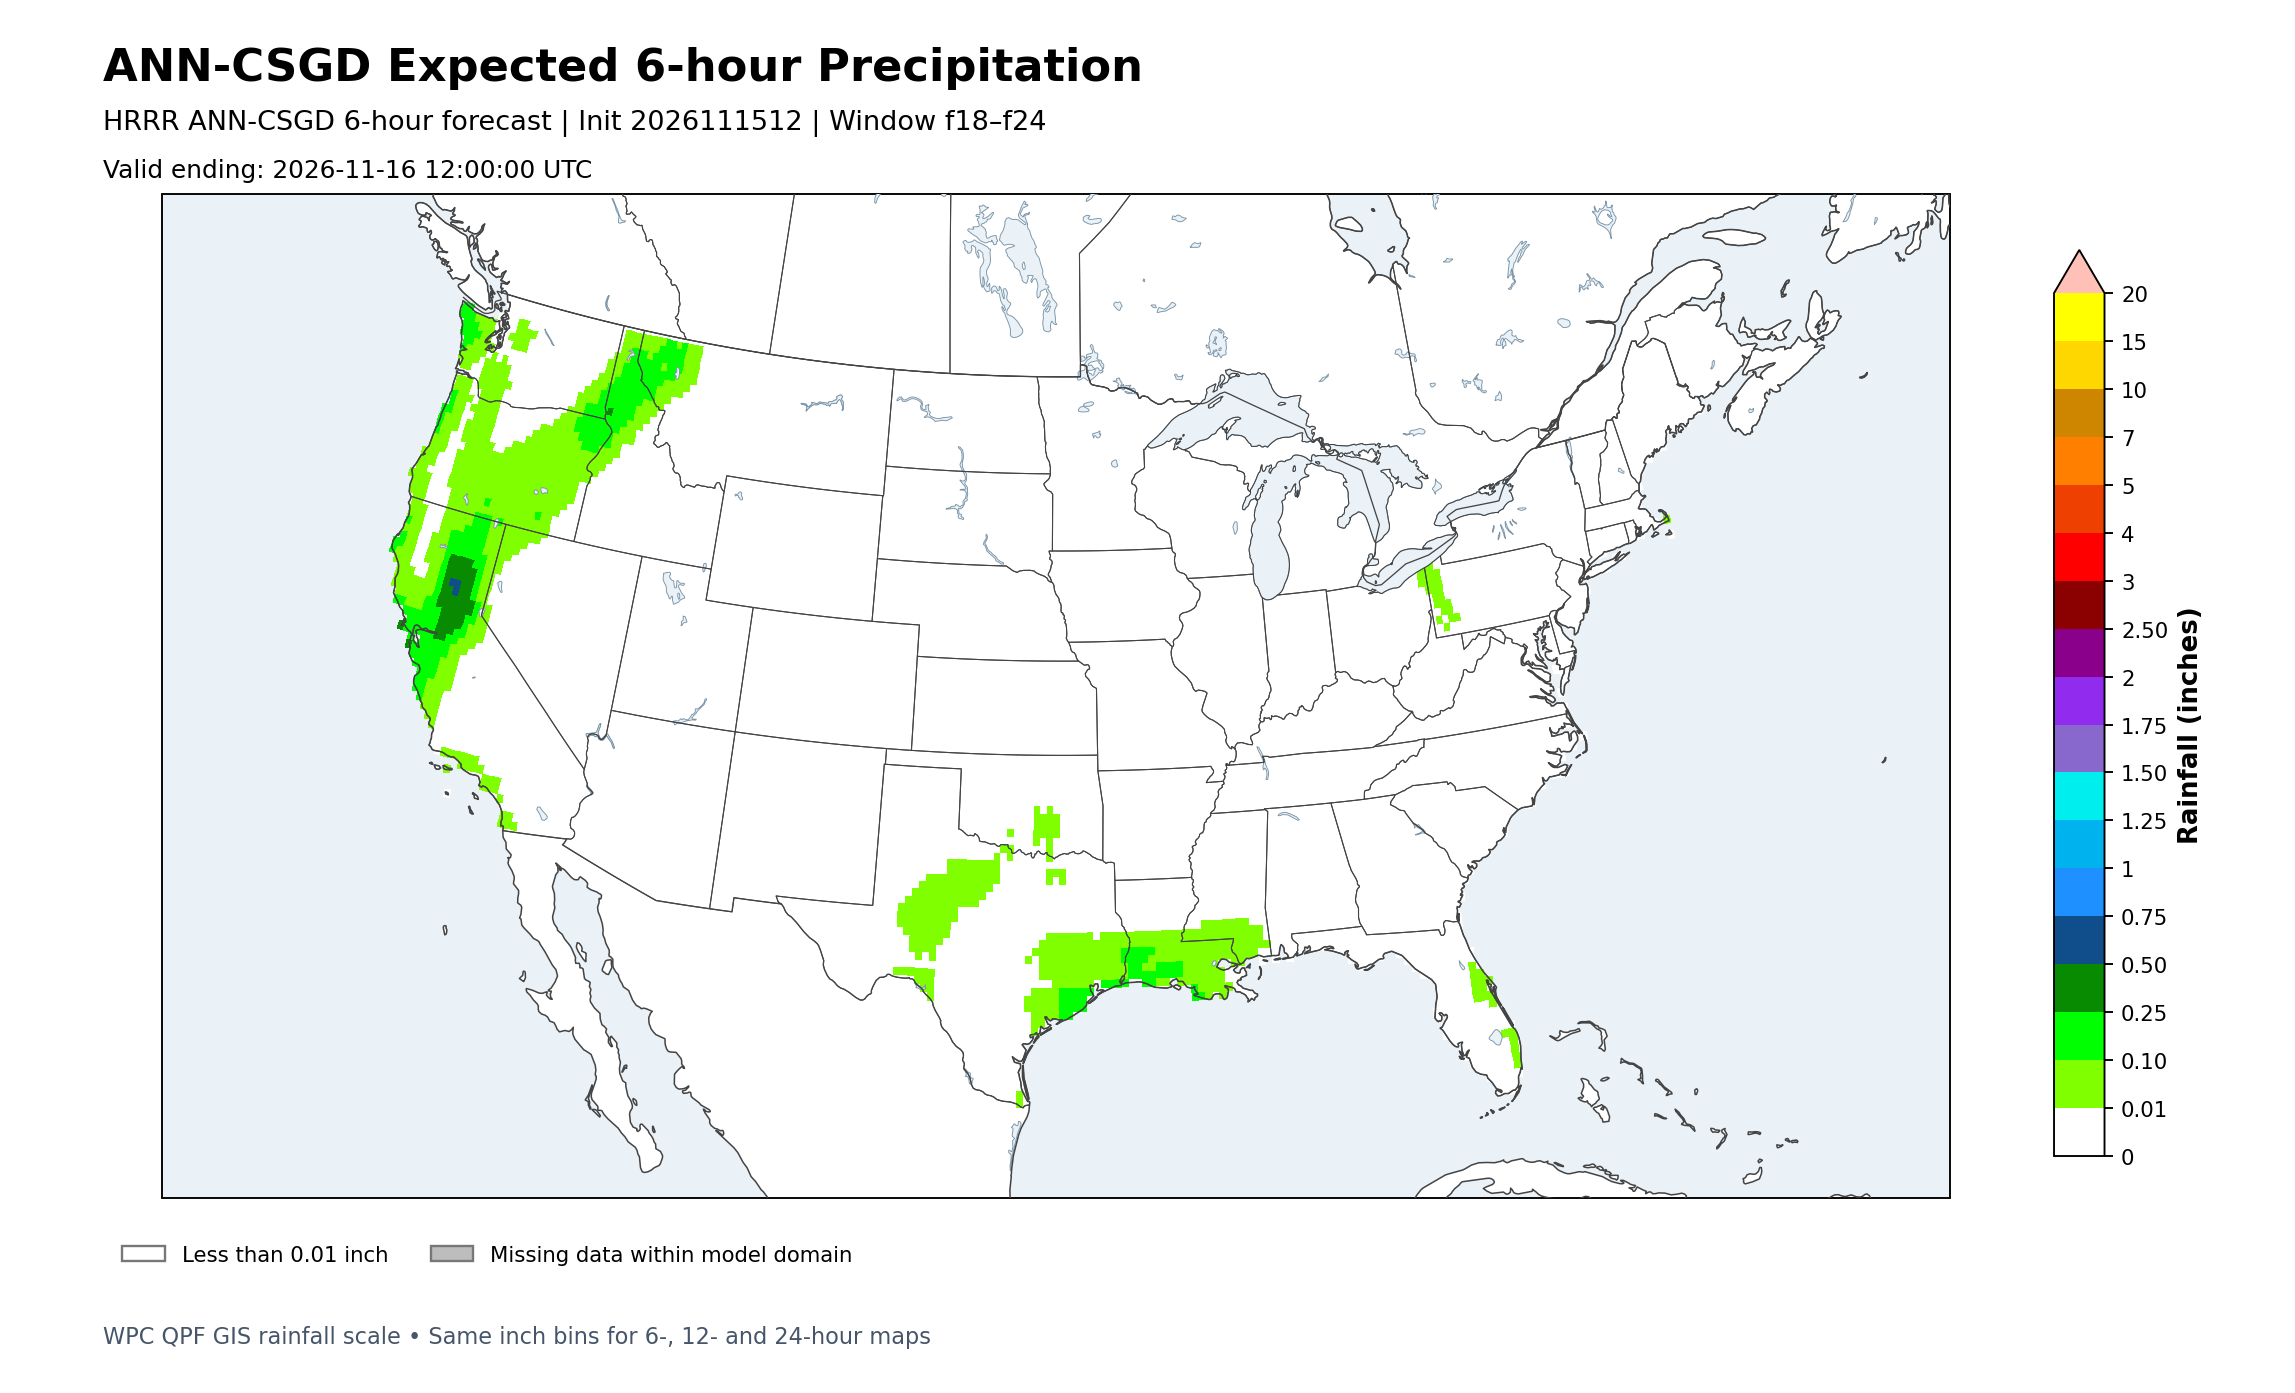 ANN-CSGD Expected 6-hour Precipitation
HRRR ANN-CSGD 6-hour forecast | Init 2026111512 | Window f18–f24
Valid ending: 2026-11-16 12:00:00 UTC
20
15
10
7
5
4
3
2.50
2
1.75
1.50
1.25
1
0.75
0.50
0.25
0.10
0.01
0
Rainfall (inches)
Less than 0.01 inch
Missing data within model domain
WPC QPF GIS rainfall scale • Same inch bins for 6-, 12- and 24-hour maps